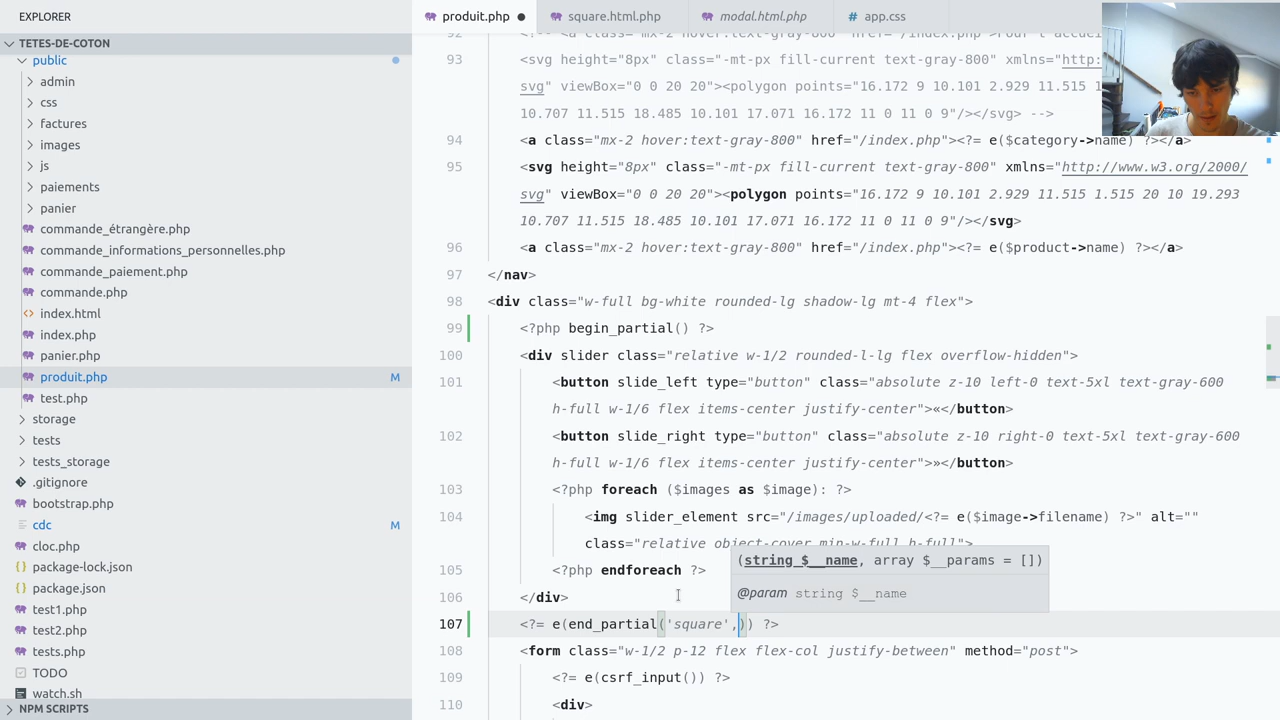 EXPLORER
TETES-DE-COTON
public
admin
css
factures
images
js
paiements
panier
commande_étrangère.php
commande_informations_personnelles.php
commande_paiement.php
commande.php
index.html
index.php
panier.php
produit.php M
test.php
storage
tests
tests_storage
.gitignore
bootstrap.php
cdc M
cloc.php
package-lock.json
package.json
test1.php
test2.php
tests.php
TODO
watch.sh
NPM SCRIPTS
produit.php square.html.php modal.html.php app.css
93 <svg height="8px" class="-mt-px fill-current text-gray-800" xmlns="http:
svg" viewBox="0 0 20 20"><polygon points="16.172 9 10.101 2.929 11.515 1
10.707 11.515 18.485 10.101 17.071 16.172 11 0 11 0 9"/></svg> -->
94 <a class="mx-2 hover:text-gray-800" href="/index.php"><?= e($category->name) ?></a>
95 <svg height="8px" class="-mt-px fill-current text-gray-800" xmlns="http://www.w3.org/2000/
svg" viewBox="0 0 20 20"><polygon points="16.172 9 10.101 2.929 11.515 1.515 20 10 19.293
10.707 11.515 18.485 10.101 17.071 16.172 11 0 11 0 9"/></svg>
96 <a class="mx-2 hover:text-gray-800" href="/index.php"><?= e($product->name) ?></a>
97 </nav>
98 <div class="w-full bg-white rounded-lg shadow-lg mt-4 flex">
99 <?php begin_partial() ?>
100 <div slider class="relative w-1/2 rounded-l-lg flex overflow-hidden">
101 <button slide_left type="button" class="absolute z-10 left-0 text-5xl text-gray-600
h-full w-1/6 flex items-center justify-center">«</button>
102 <button slide_right type="button" class="absolute z-10 right-0 text-5xl text-gray-600
h-full w-1/6 flex items-center justify-center">»</button>
103 <?php foreach ($images as $image): ?>
104 <img slider_element src="/images/uploaded/<?= e($image->filename) ?>" alt=""
class="relative object-cover min-w-full h-full">
105 <?php endforeach ?>
(string $__name, array $__params = [])
@param string $__name
106 </div>
107 <?= e(end_partial('square',)) ?>
108 <form class="w-1/2 p-12 flex flex-col justify-between" method="post">
109 <?= e(csrf_input()) ?>
110 <div>